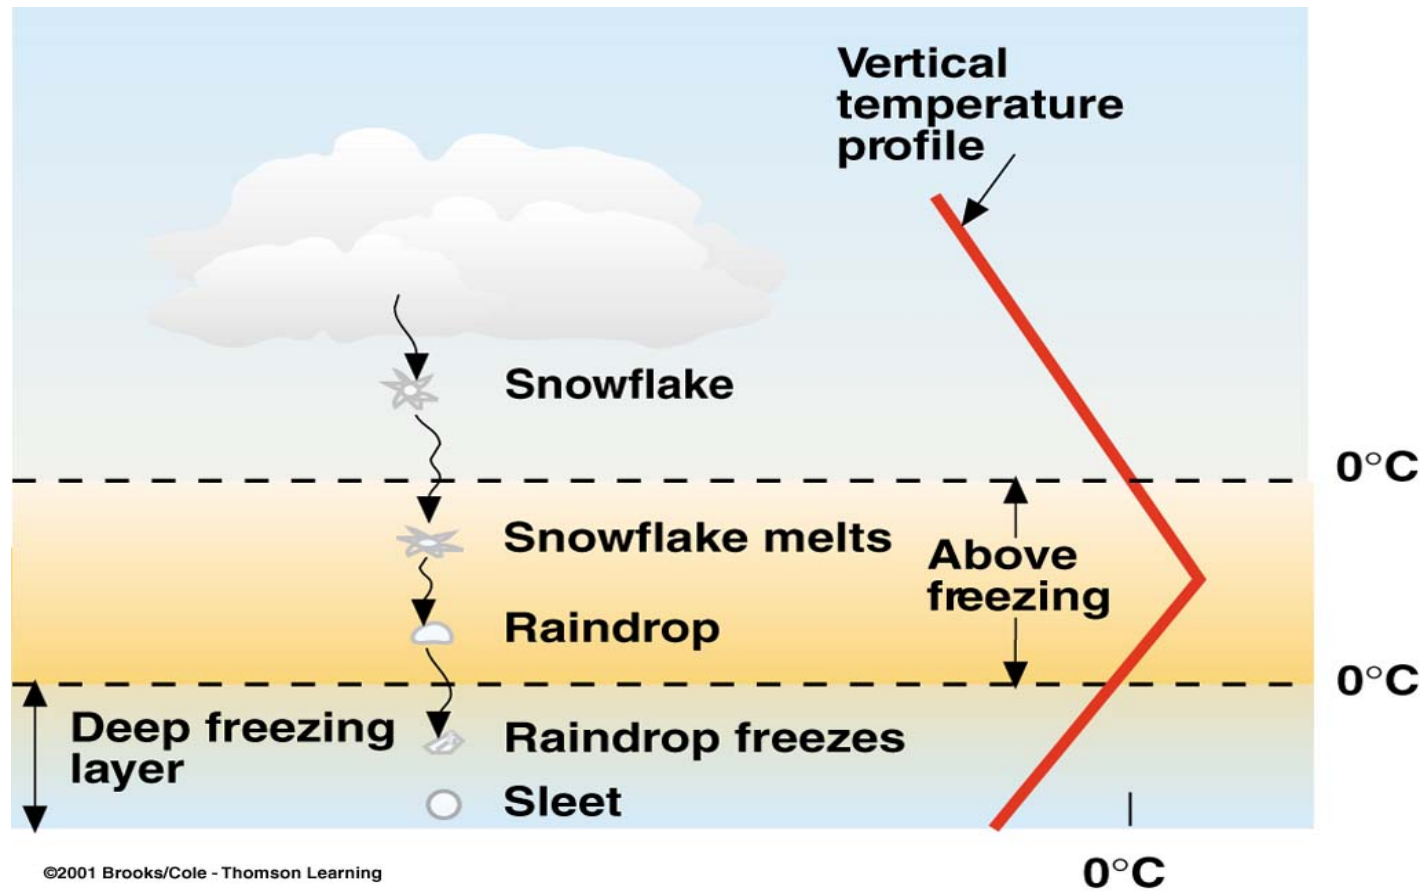 Vertical
temperature
profile
Snowflake
0°C
Snowflake melts
Above
freezing
Raindrop
0°C
Deep freezing
layer
Raindrop freezes
Sleet
0°C
©2001 Brooks/Cole - Thomson Learning